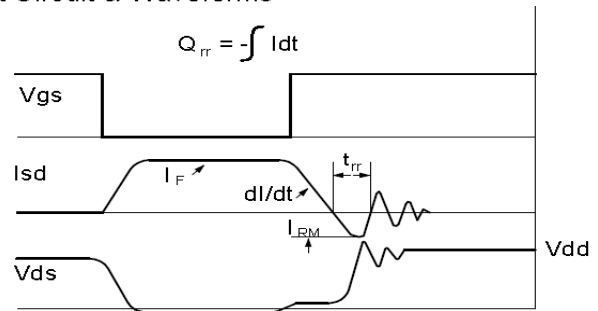 Q rr = -∫ Idt
Vgs
Isd
I F
dI/dt
t rr
I RM
Vds
Vdd